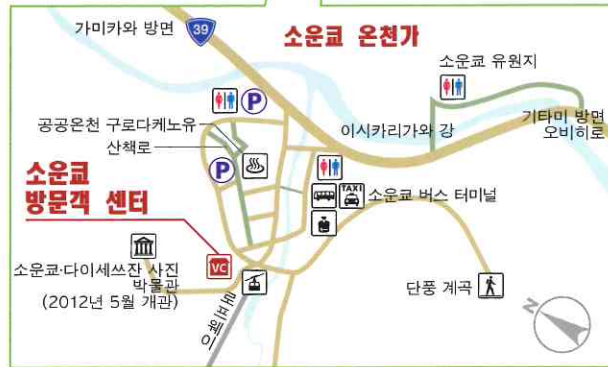 가미카와 방면
39
소운쿄 온천가
소운쿄 유원지
P
공공온천 구로다케노유
산책로
이시카리가와 강
기타미 방면
오비히로
P
소운쿄
방문객 센터
TAXI
소운쿄 버스 터미널
VC
소운쿄·다이세쓰잔 사진
박물관
(2012년 5월 개관)
로프웨이
단풍 계곡
N